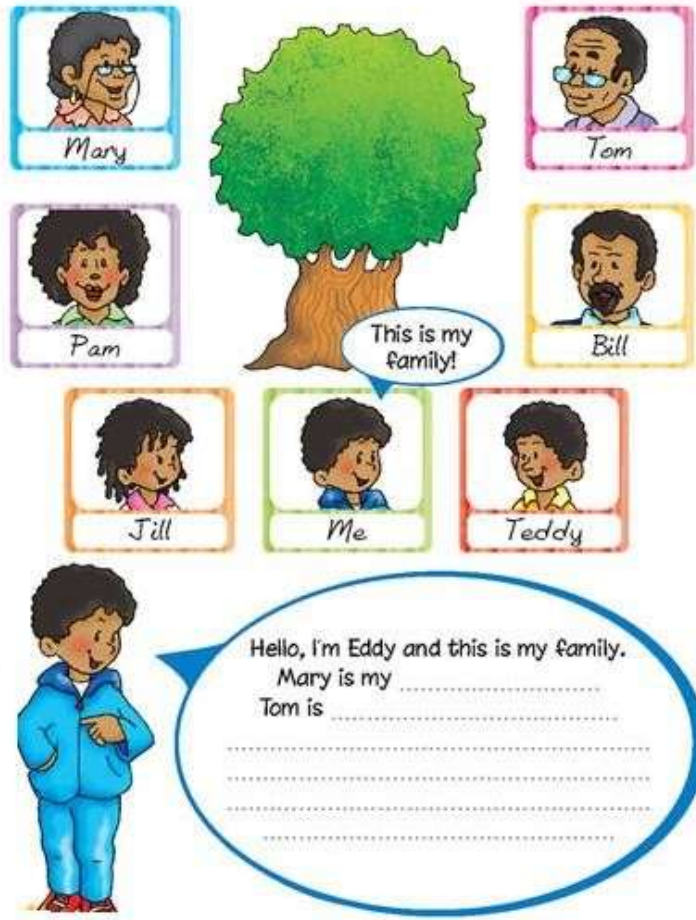 Mary
Tom
Pam
Bill
This is my
family!
Jill
Me
Teddy
Hello, I'm Eddy and this is my family.
Mary is my ....................
Tom is ....................